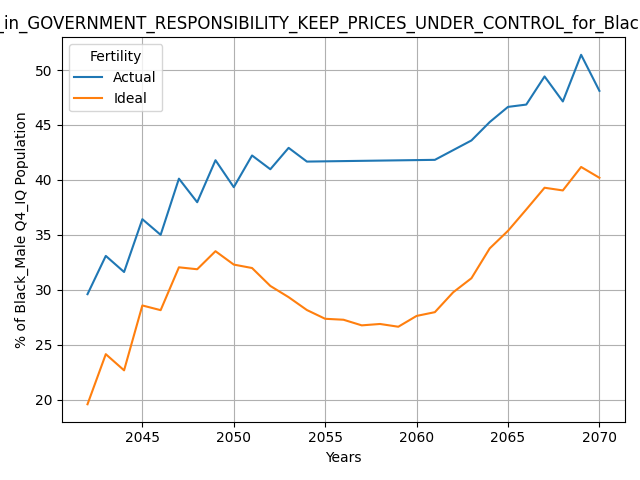 _in_GOVERNMENT_RESPONSIBILITY_KEEP_PRICES_UNDER_CONTROL_for_Blac
Fertility
Actual
Ideal
% of Black_Male Q4_IQ Population
50
45
40
35
30
25
20
2045 2050 2055 2060 2065 2070
Years